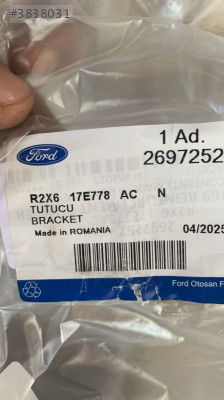 #3838031
1 Ad.
Ford
2697252
R2X6 17E778 AC N
TUTUCU
BRACKET
Made in ROMANIA
04/2025
Ford Otosan F